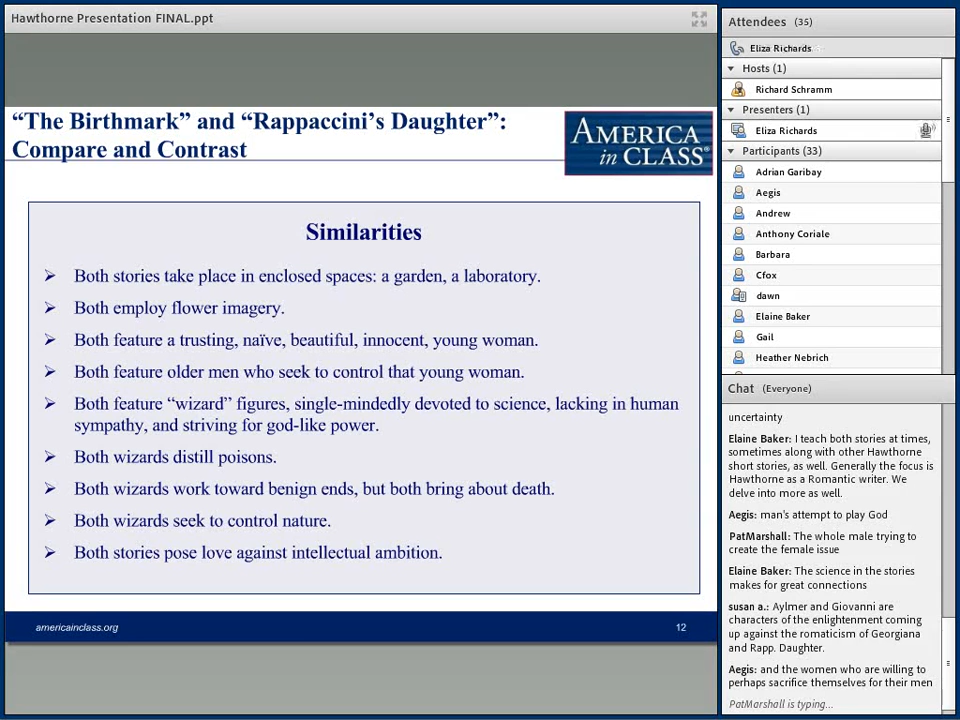 Hawthorne Presentation FINAL.ppt
“The Birthmark” and “Rappaccini’s Daughter”:
Compare and Contrast
AMERICA
in CLASS®
Similarities
Both stories take place in enclosed spaces: a garden, a laboratory.
Both employ flower imagery.
Both feature a trusting, naïve, beautiful, innocent, young woman.
Both feature older men who seek to control that young woman.
Both feature “wizard” figures, single-mindedly devoted to science, lacking in human
sympathy, and striving for god-like power.
Both wizards distill poisons.
Both wizards work toward benign ends, but both bring about death.
Both wizards seek to control nature.
Both stories pose love against intellectual ambition.
americainclass.org
12
Attendees (35)
Eliza Richards
Hosts (1)
Richard Schramm
Presenters (1)
Eliza Richards
Participants (33)
Adrian Garibay
Aegis
Andrew
Anthony Coriale
Barbara
Cfox
dawn
Elaine Baker
Gail
Heather Nebrich
Chat (Everyone)
uncertainty
Elaine Baker: I teach both stories at times,
sometimes along with other Hawthorne
short stories, as well. Generally the focus is
Hawthorne as a Romantic writer. We
delve into more as well.
Aegis: man's attempt to play God
PatMarshall: The whole male trying to
create the female issue
Elaine Baker: The science in the stories
makes for great connections
susan a.: Aylmer and Giovanni are
characters of the enlightenment coming
up against the romaticism of Georgiana
and Rapp. Daughter.
Aegis: and the women who are willing to
perhaps sacrifice themselves for their men
PatMarshall is typing...